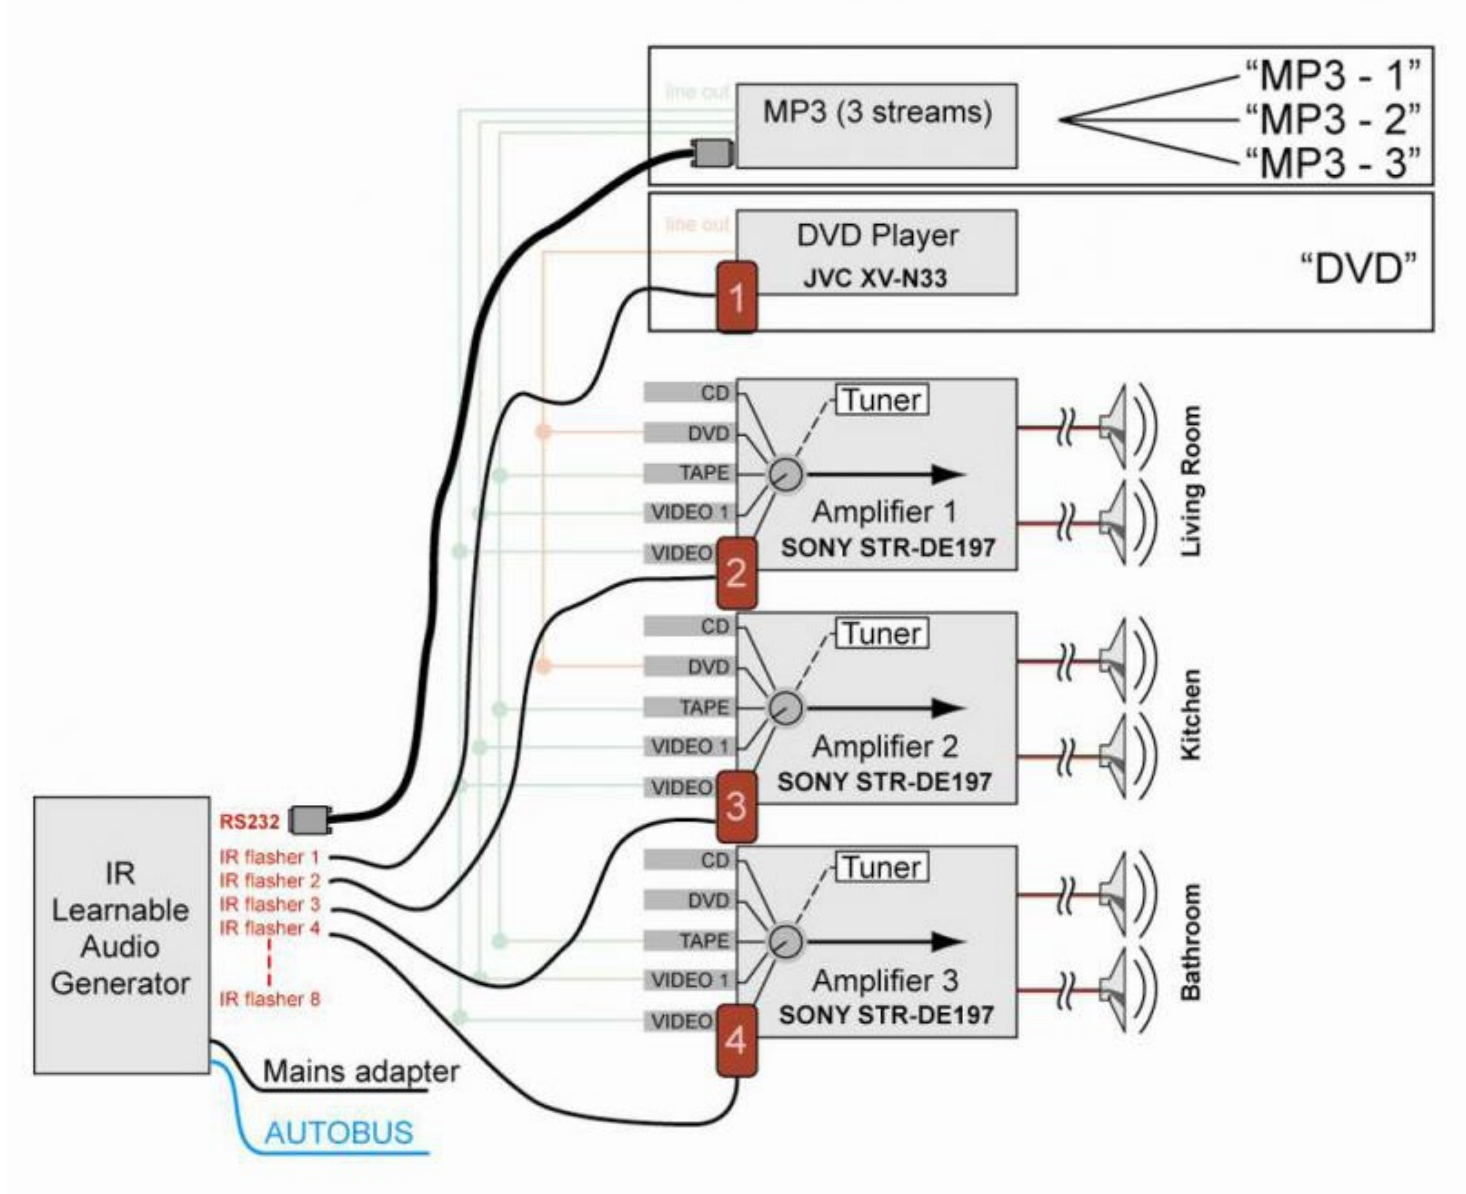 line out
MP3 (3 streams)
“MP3 - 1”
“MP3 - 2”
“MP3 - 3”
line out
DVD Player
JVC XV-N33
“DVD”
1
CD
DVD
TAPE
VIDEO 1
VIDEO
Tuner
Amplifier 1
SONY STR-DE197
Living Room
2
CD
DVD
TAPE
VIDEO 1
VIDEO
Tuner
Amplifier 2
SONY STR-DE197
Kitchen
3
CD
DVD
TAPE
VIDEO 1
VIDEO
Tuner
Amplifier 3
SONY STR-DE197
Bathroom
4
IR
Learnable
Audio
Generator
RS232
IR flasher 1
IR flasher 2
IR flasher 3
IR flasher 4
IR flasher 8
Mains adapter
AUTOBUS